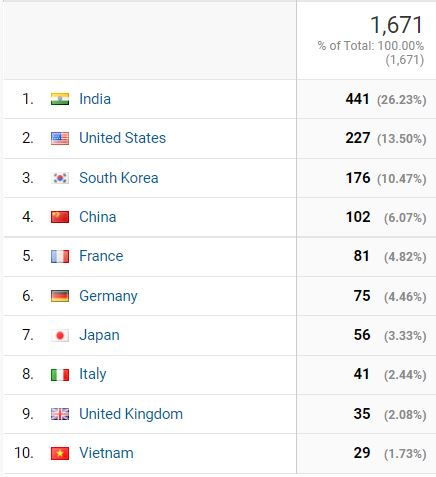 1,671
% of Total: 100.00%
(1,671)
1. India 441 (26.23%)
2. United States 227 (13.50%)
3. South Korea 176 (10.47%)
4. China 102 (6.07%)
5. France 81 (4.82%)
6. Germany 75 (4.46%)
7. Japan 56 (3.33%)
8. Italy 41 (2.44%)
9. United Kingdom 35 (2.08%)
10. Vietnam 29 (1.73%)